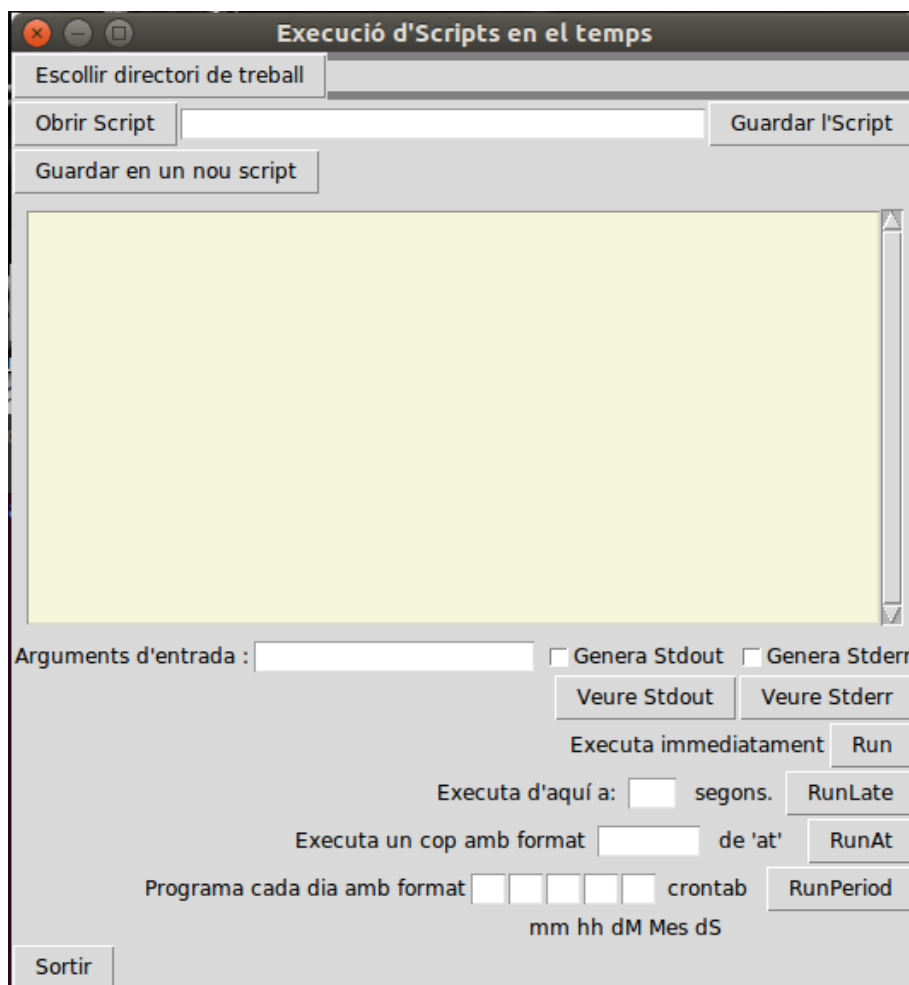 Execució d'Scripts en el temps
Escollir directori de treball
Obrir Script Guardar l'Script
Guardar en un nou script
Arguments d'entrada : Genera Stdout Genera Stderr
Veure Stdout Veure Stderr
Executa immediatament Run
Executa d'aquí a: segons. RunLate
Executa un cop amb format de 'at' RunAt
Programa cada dia amb format crontab RunPeriod
mm hh dM Mes dS
Sortir